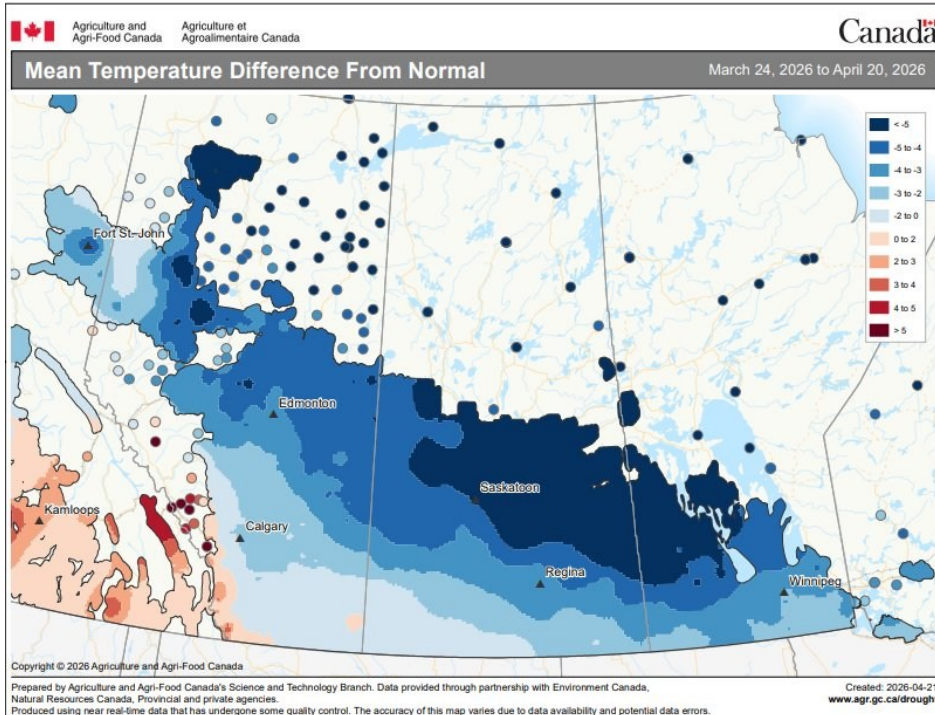 Agriculture and Agriculture et
Agri-Food Canada Agroalimentaire Canada
Canada
Mean Temperature Difference From Normal March 24, 2026 to April 20, 2026
< -5
-5 to -4
-4 to -3
-3 to -2
-2 to 0
0 to 2
2 to 3
3 to 4
4 to 5
> 5
Fort St. John
Edmonton
Saskatoon
Kamloops
Calgary
Regina
Winnipeg
Copyright © 2026 Agriculture and Agri-Food Canada
Prepared by Agriculture and Agri-Food Canada's Science and Technology Branch. Data provided through partnership with Environment Canada,
Natural Resources Canada, Provincial and private agencies.
Produced using near real-time data that has undergone some quality control. The accuracy of this map varies due to data availability and potential data errors.
Created: 2026-04-21
www.agr.gc.ca/drought